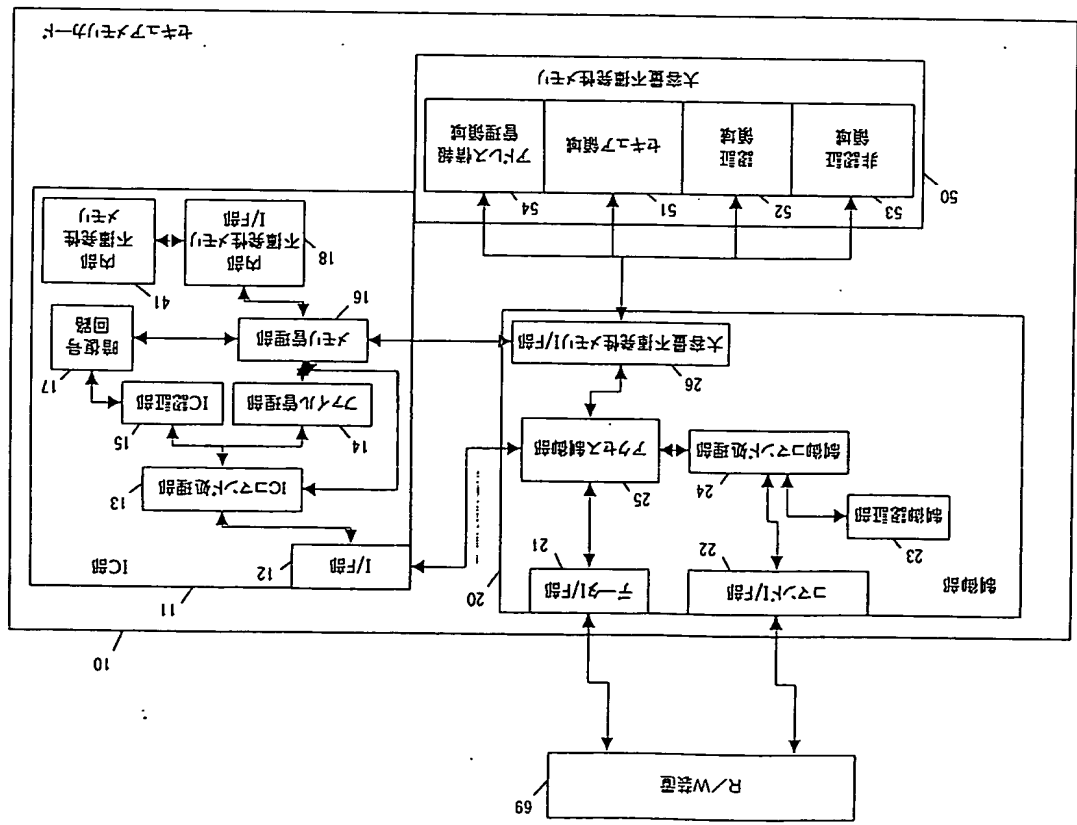 R/W装置
69
10
コマンドI/F部
22
データI/F部
21
20
制御部
11
I/F部
12
IC部
23
制御認証部
24
制御コマンド処理部
25
アクセス制御部
13
ICコマンド処理部
14
ファイル管理部
15
IC認証部
17
暗復号
回路
26
大容量不揮発性メモリI/F部
16
メモリ管理部
18
内部
不揮発性メモリ
I/F部
41
内部
不揮発性
メモリ
50
53
非認証
領域
52
認証
領域
51
セキュア領域
54
アドレス情報
管理領域
大容量不揮発性メモリ
セキュアメモリカード